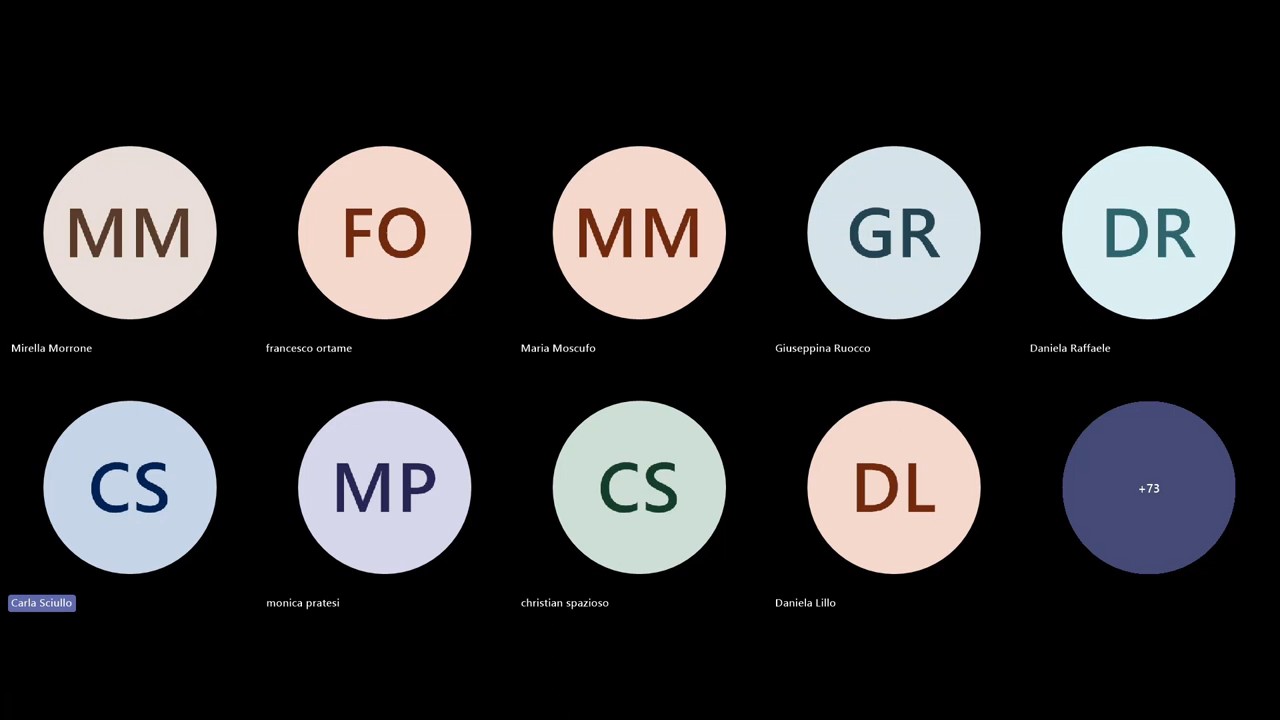 MM FO MM GR DR
Mirella Morrone francesco ortame Maria Moscufo Giuseppina Ruocco Daniela Raffaele
CS MP CS DL +73
Carla Sciullo monica pratesi christian spazioso Daniela Lillo